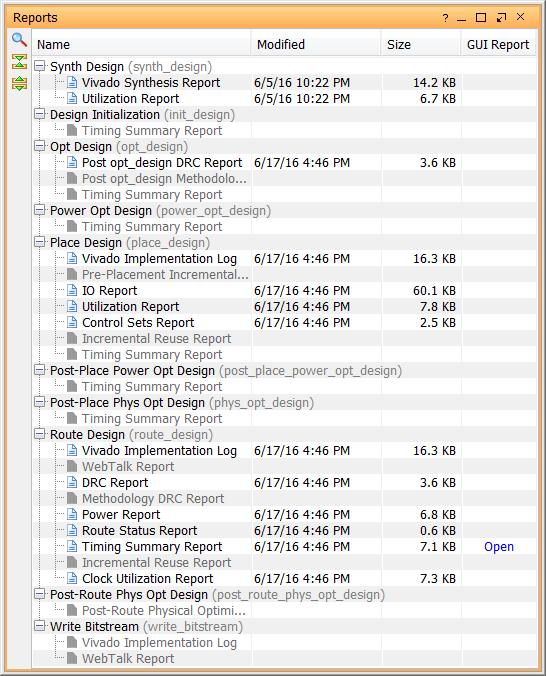 Reports ?
Name Modified Size GUI Report
Synth Design (synth_design)
Vivado Synthesis Report 6/5/16 10:22 PM 14.2 KB
Utilization Report 6/5/16 10:22 PM 6.7 KB
Design Initialization (init_design)
Timing Summary Report
Opt Design (opt_design)
Post opt_design DRC Report 6/17/16 4:46 PM 3.6 KB
Post opt_design Methodolo...
Timing Summary Report
Power Opt Design (power_opt_design)
Timing Summary Report
Place Design (place_design)
Vivado Implementation Log 6/17/16 4:46 PM 16.3 KB
Pre-Placement Incremental...
IO Report 6/17/16 4:46 PM 60.1 KB
Utilization Report 6/17/16 4:46 PM 7.8 KB
Control Sets Report 6/17/16 4:46 PM 2.5 KB
Incremental Reuse Report
Timing Summary Report
Post-Place Power Opt Design (post_place_power_opt_design)
Timing Summary Report
Post-Place Phys Opt Design (phys_opt_design)
Timing Summary Report
Route Design (route_design)
Vivado Implementation Log 6/17/16 4:46 PM 16.3 KB
WebTalk Report
DRC Report 6/17/16 4:46 PM 3.6 KB
Methodology DRC Report
Power Report 6/17/16 4:46 PM 6.8 KB
Route Status Report 6/17/16 4:46 PM 0.6 KB
Timing Summary Report 6/17/16 4:46 PM 7.1 KB Open
Incremental Reuse Report
Clock Utilization Report 6/17/16 4:46 PM 7.3 KB
Post-Route Phys Opt Design (post_route_phys_opt_design)
Post-Route Physical Optimi...
Write Bitstream (write_bitstream)
Vivado Implementation Log
WebTalk Report